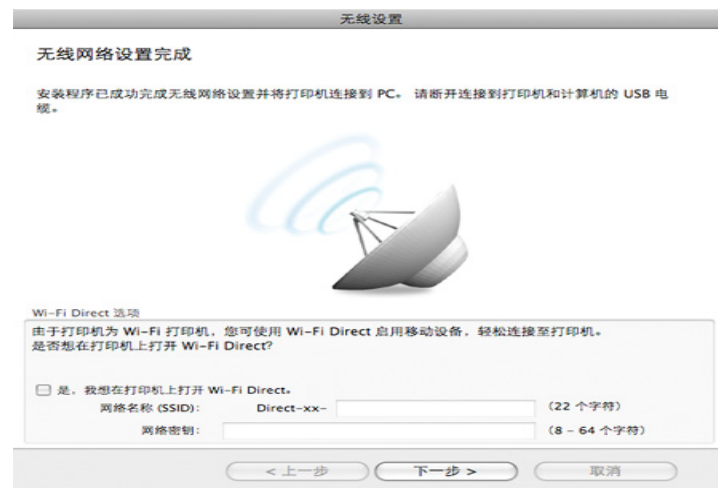 无线设置
无线网络设置完成
安装程序已成功完成无线网络设置并将打印机连接到 PC。 请断开连接到打印机和计算机的 USB 电
缆。
Wi-Fi Direct 选项
由于打印机为 Wi-Fi 打印机，您可使用 Wi-Fi Direct 启用移动设备，轻松连接至打印机。
是否想在打印机上打开 Wi-Fi Direct?
是，我想在打印机上打开 Wi-Fi Direct。
网络名称 (SSID): Direct-xx- (22 个字符)
网络密钥: (8 - 64 个字符)
< 上一步 下一步 > 取消